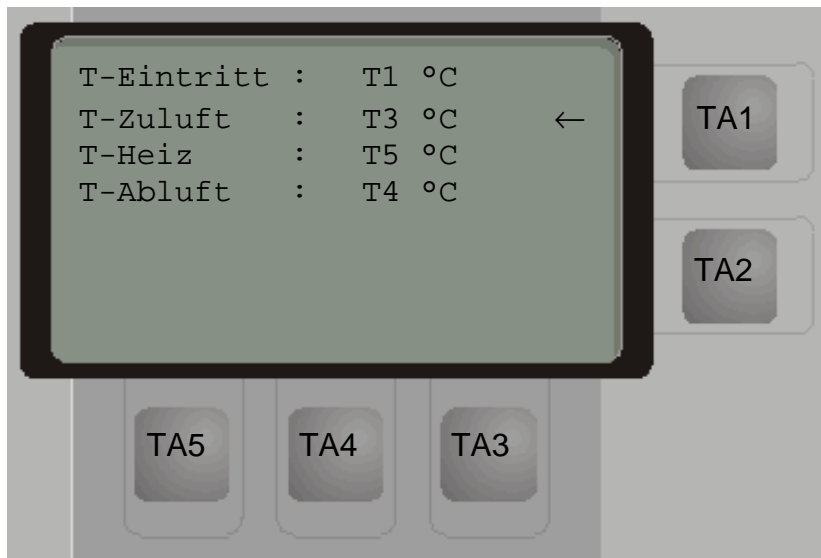 T-Eintritt : T1 °C
T-Zuluft : T3 °C ←
T-Heiz : T5 °C
T-Abluft : T4 °C
TA1
TA2
TA5 TA4 TA3